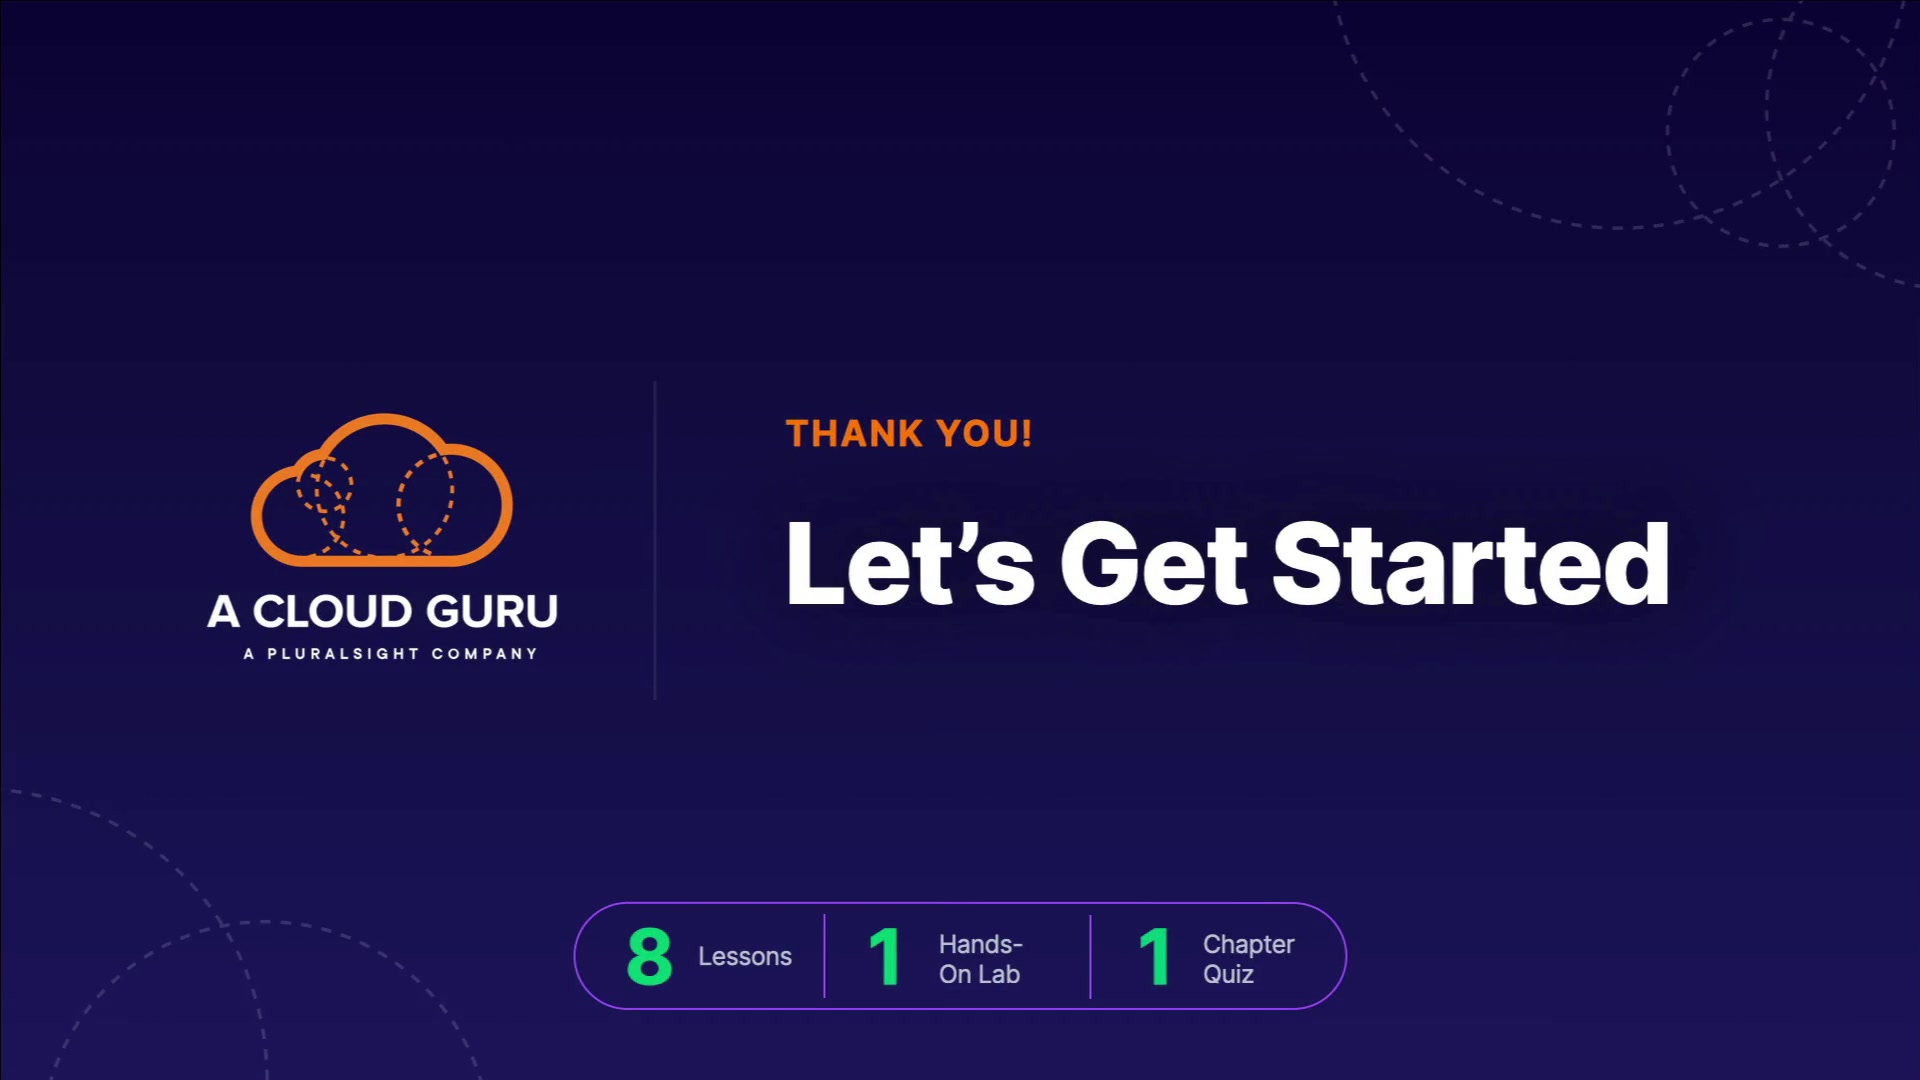 A CLOUD GURU
A PLURALSIGHT COMPANY
THANK YOU!
Let’s Get Started
8 Lessons
1 Hands-
On Lab
1 Chapter
Quiz